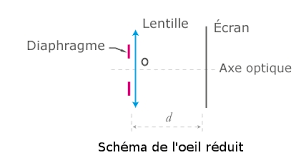 Lentille
Écran
Diaphragme
O
Axe optique
d
Schéma de l'oeil réduit